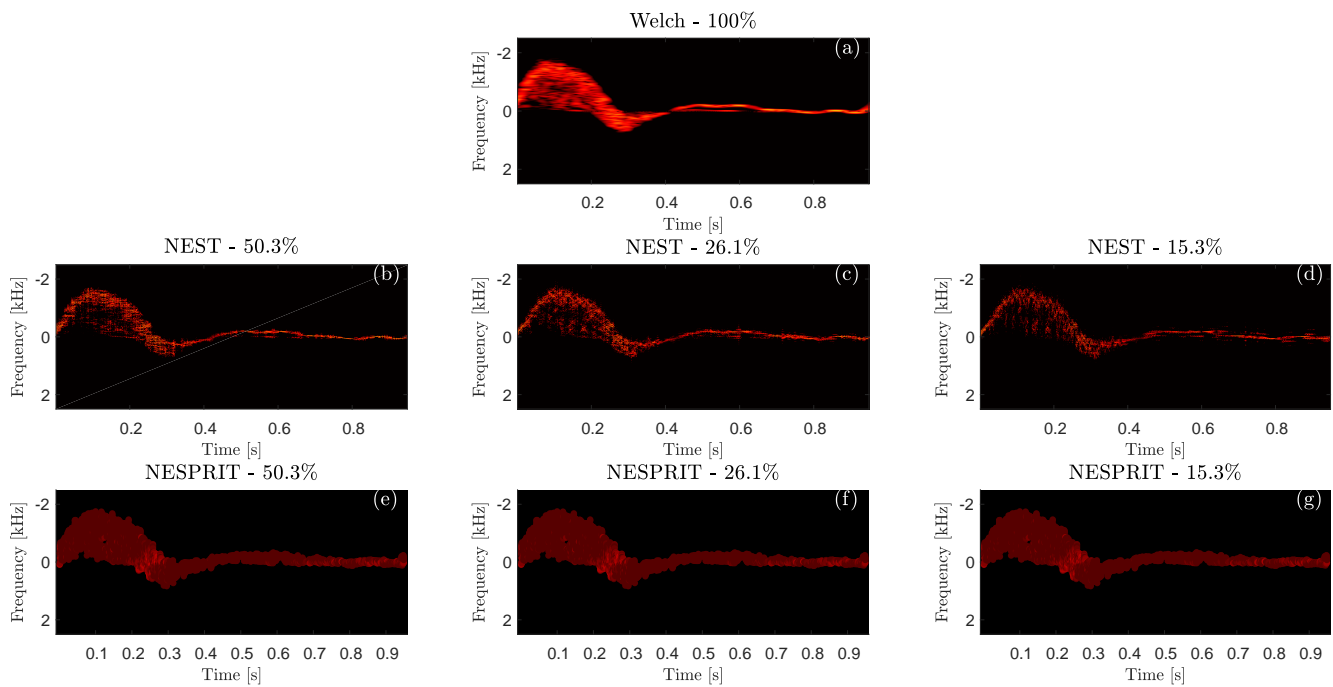 Welch - 100%
(a)
Frequency [kHz]
-2
0
2
0.2 0.4 0.6 0.8
Time [s]
NEST - 50.3%
(b)
Frequency [kHz]
-2
0
2
0.2 0.4 0.6 0.8
Time [s]
NEST - 26.1%
(c)
Frequency [kHz]
-2
0
2
0.2 0.4 0.6 0.8
Time [s]
NEST - 15.3%
(d)
Frequency [kHz]
-2
0
2
0.2 0.4 0.6 0.8
Time [s]
NESPRIT - 50.3%
(e)
Frequency [kHz]
-2
0
2
0.1 0.2 0.3 0.4 0.5 0.6 0.7 0.8 0.9
Time [s]
NESPRIT - 26.1%
(f)
Frequency [kHz]
-2
0
2
0.1 0.2 0.3 0.4 0.5 0.6 0.7 0.8 0.9
Time [s]
NESPRIT - 15.3%
(g)
Frequency [kHz]
-2
0
2
0.1 0.2 0.3 0.4 0.5 0.6 0.7 0.8 0.9
Time [s]